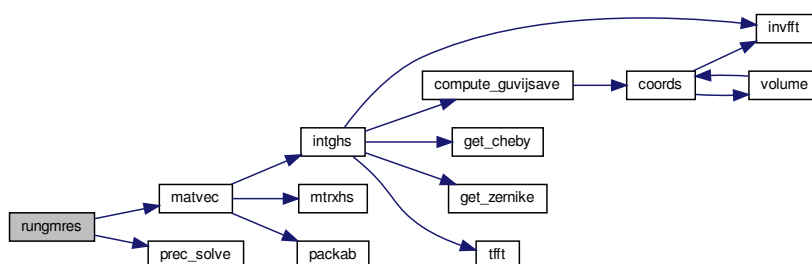 rungmres
matvec
prec_solve
intghs
mtrxhs
packab
invfft
compute_guvijsave
get_cheby
get_zernike
tfft
coords
volume